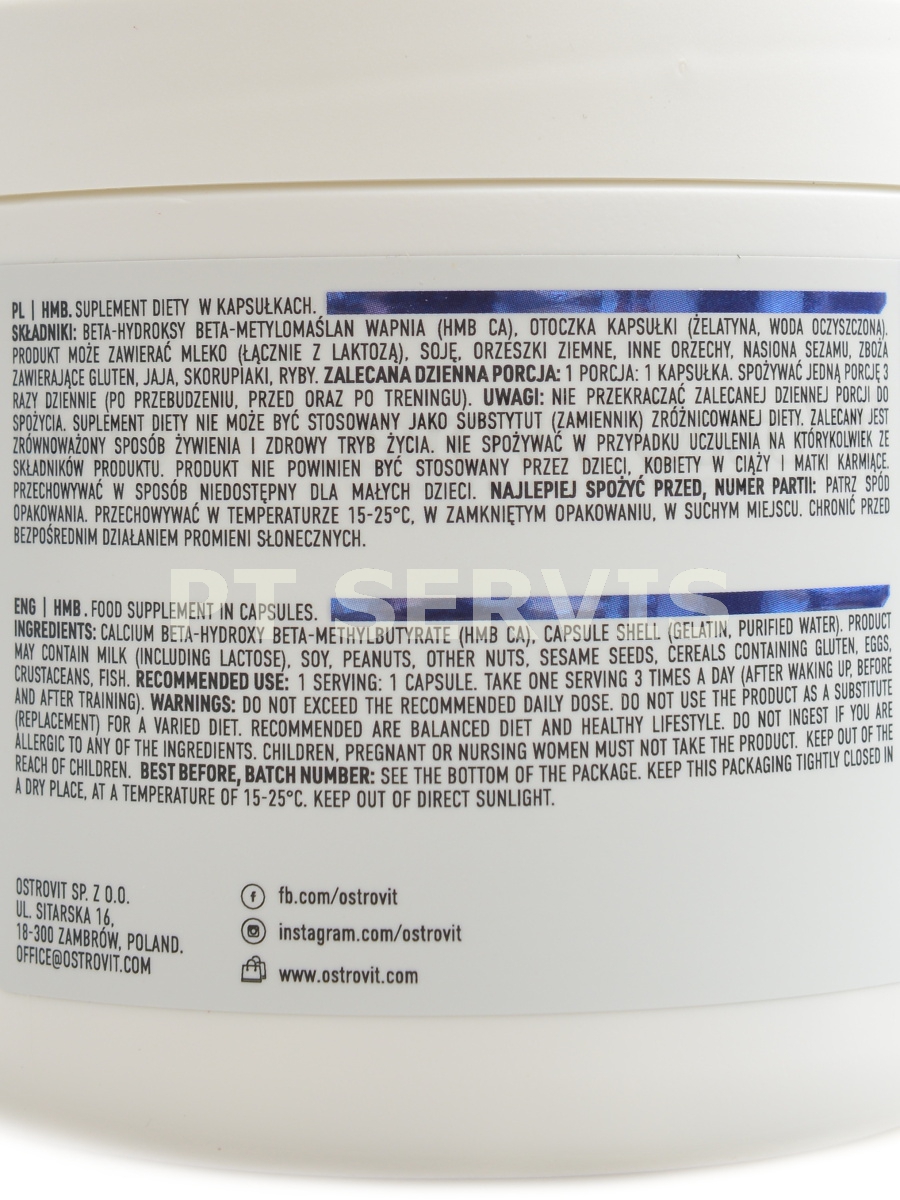 PL | HMB. SUPLEMENT DIETY W KAPSUŁKACH.
SKŁADNIKI: BETA-HYDROKSY BETA-METYLOMAŚLAN WAPNIA (HMB CA), OTOCZKA KAPSUŁKI (ŻELATYNA, WODA OCZYSZCZONA).
PRODUKT MOŻE ZAWIERAĆ MLEKO (ŁĄCZNIE Z LAKTOZĄ), SOJĘ, ORZESZKI ZIEMNE, INNE ORZECHY, NASIONA SEZAMU, ZBOŻA
ZAWIERAJĄCE GLUTEN, JAJA, SKORUPIAKI, RYBY. ZALECANA DZIENNA PORCJA: 1 PORCJA: 1 KAPSUŁKA. SPOŻYWAĆ JEDNĄ PORCJĘ 3
RAZY DZIENNIE (PO PRZEBUDZENIU, PRZED ORAZ PO TRENINGU). UWAGI: NIE PRZEKRACZAĆ ZALECANEJ DZIENNEJ PORCJI DO
SPOŻYCIA. SUPLEMENT DIETY NIE MOŻE BYĆ STOSOWANY JAKO SUBSTYTUT (ZAMIENNIK) ZRÓŻNICOWANEJ DIETY. ZALECANY JEST
ZRÓWNOWAŻONY SPOSÓB ŻYWIENIA I ZDROWY TRYB ŻYCIA. NIE SPOŻYWAĆ W PRZYPADKU UCZULENIA NA KTÓRYKOLWIEK ZE
SKŁADNIKÓW PRODUKTU. PRODUKT NIE POWINIEN BYĆ STOSOWANY PRZEZ DZIECI, KOBIETY W CIĄŻY I MATKI KARMIĄCE.
PRZECHOWYWAĆ W SPOSÓB NIEDOSTĘPNY DLA MAŁYCH DZIECI. NAJLEPIEJ SPOŻYĆ PRZED, NUMER PARTII: PATRZ SPÓD
OPAKOWANIA. PRZECHOWYWAĆ W TEMPERATURZE 15-25°C, W ZAMKNIĘTYM OPAKOWANIU, W SUCHYM MIEJSCU. CHRONIĆ PRZED
BEZPOŚREDNIM DZIAŁANIEM PROMIENI SŁONECZNYCH.
PT SERVIS
ENG | HMB. FOOD SUPPLEMENT IN CAPSULES.
INGREDIENTS: CALCIUM BETA-HYDROXY BETA-METHYLBUTYRATE (HMB CA), CAPSULE SHELL (GELATIN, PURIFIED WATER). PRODUCT
MAY CONTAIN MILK (INCLUDING LACTOSE), SOY, PEANUTS, OTHER NUTS, SESAME SEEDS, CEREALS CONTAINING GLUTEN, EGGS,
CRUSTACEANS, FISH. RECOMMENDED USE: 1 SERVING: 1 CAPSULE. TAKE ONE SERVING 3 TIMES A DAY (AFTER WAKING UP, BEFORE
AND AFTER TRAINING). WARNINGS: DO NOT EXCEED THE RECOMMENDED DAILY DOSE. DO NOT USE THE PRODUCT AS A SUBSTITUTE
(REPLACEMENT) FOR A VARIED DIET. RECOMMENDED ARE BALANCED DIET AND HEALTHY LIFESTYLE. DO NOT INGEST IF YOU ARE
ALLERGIC TO ANY OF THE INGREDIENTS. CHILDREN, PREGNANT OR NURSING WOMEN MUST NOT TAKE THE PRODUCT. KEEP OUT OF THE
REACH OF CHILDREN. BEST BEFORE, BATCH NUMBER: SEE THE BOTTOM OF THE PACKAGE. KEEP THIS PACKAGING TIGHTLY CLOSED IN
A DRY PLACE, AT A TEMPERATURE OF 15-25°C. KEEP OUT OF DIRECT SUNLIGHT.
OSTROVIT SP. Z O.O.
UL. SITARSKA 16,
18-300 ZAMBRÓW, POLAND.
OFFICE@OSTROVIT.COM
fb.com/ostrovit
instagram.com/ostrovit
www.ostrovit.com